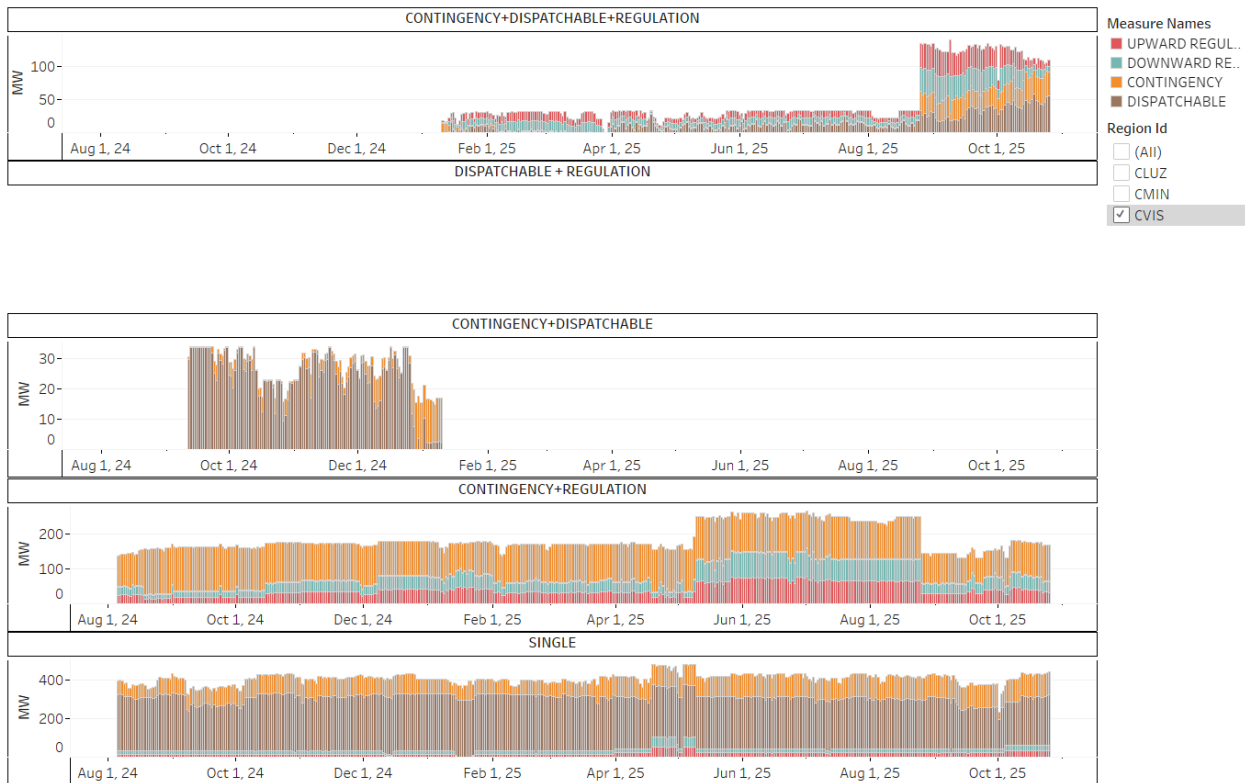 CONTINGENCY+DISPATCHABLE+REGULATION
MW
100
50
0
Aug 1, 24 Oct 1, 24 Dec 1, 24 Feb 1, 25 Apr 1, 25 Jun 1, 25 Aug 1, 25 Oct 1, 25
DISPATCHABLE + REGULATION
CONTINGENCY+DISPATCHABLE
MW
30
20
10
0
Aug 1, 24 Oct 1, 24 Dec 1, 24 Feb 1, 25 Apr 1, 25 Jun 1, 25 Aug 1, 25 Oct 1, 25
CONTINGENCY+REGULATION
MW
200
100
0
Aug 1, 24 Oct 1, 24 Dec 1, 24 Feb 1, 25 Apr 1, 25 Jun 1, 25 Aug 1, 25 Oct 1, 25
SINGLE
MW
400
200
0
Aug 1, 24 Oct 1, 24 Dec 1, 24 Feb 1, 25 Apr 1, 25 Jun 1, 25 Aug 1, 25 Oct 1, 25
Measure Names
UPWARD REGUL..
DOWNWARD RE..
CONTINGENCY
DISPATCHABLE
Region Id
(All)
CLUZ
CMIN
CVIS